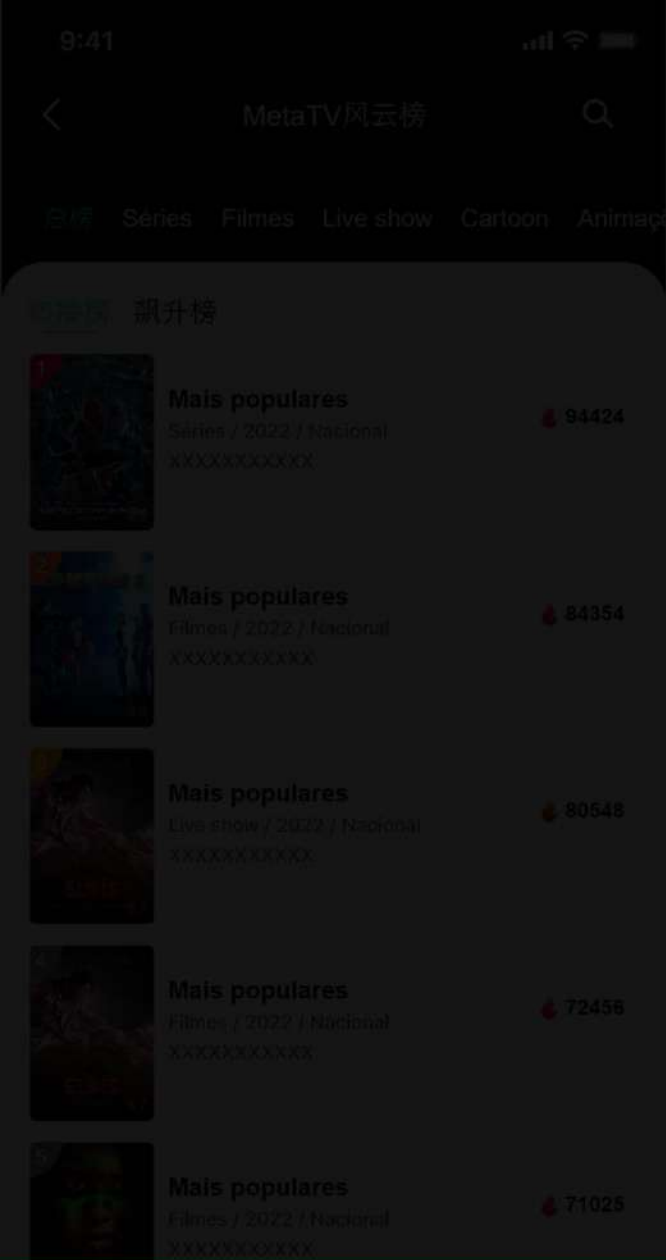 9:41
MetaTV风云榜
总榜 Séries Filmes Live show Cartoon Animaç
飙升榜
1
Mais populares
94424
Séries / 2022 / Nacional
XXXXXXXXXXX
2
Mais populares
84354
Filmes / 2022 / Nacional
XXXXXXXXXXX
3
Mais populares
80548
Live show / 2022 / Nacional
XXXXXXXXXXX
4
Mais populares
72456
Filmes / 2022 / Nacional
XXXXXXXXXXX
5
Mais populares
71025
Filmes / 2022 / Nacional
XXXXXXXXXXX